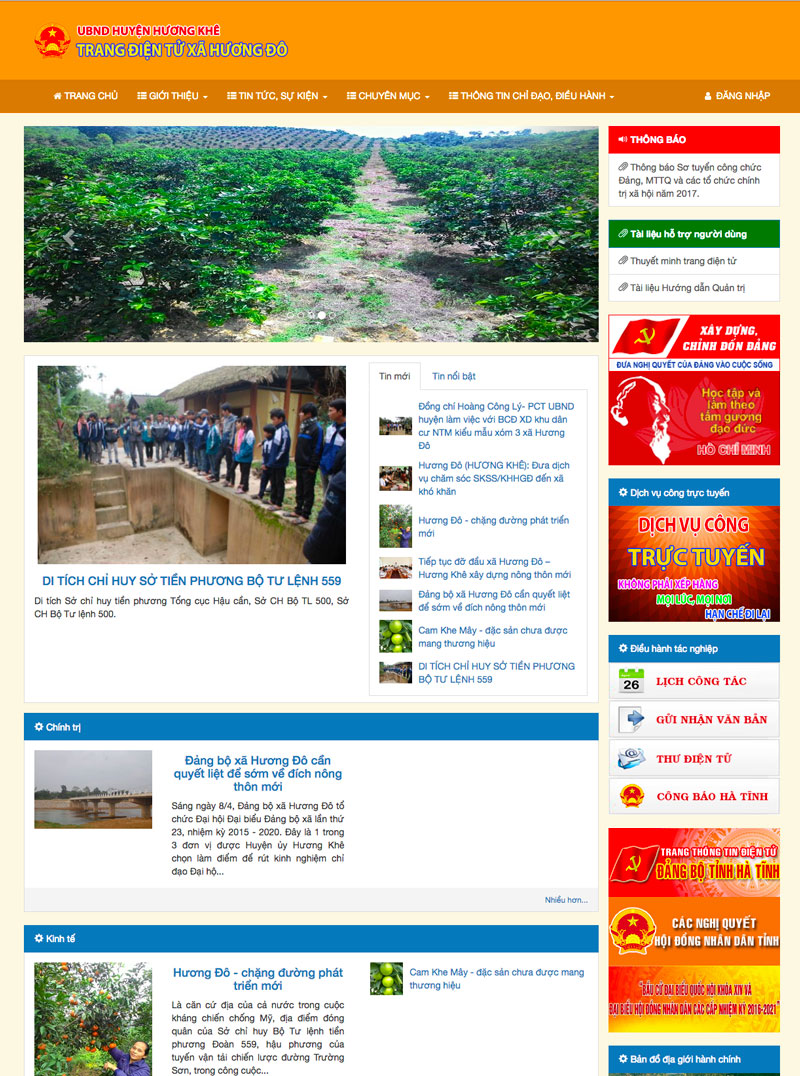 UBND HUYỆN HƯƠNG KHÊ
TRANG ĐIỆN TỬ XÃ HƯƠNG ĐÔ
TRANG CHỦ
GIỚI THIỆU
TIN TỨC, SỰ KIỆN
CHUYÊN MỤC
THÔNG TIN CHỈ ĐẠO, ĐIỀU HÀNH
ĐĂNG NHẬP
DI TÍCH CHỈ HUY SỞ TIỀN PHƯƠNG BỘ TƯ LỆNH 559
Di tích Sở chỉ huy tiền phương Tổng cục Hậu cần, Sở CH Bộ TL 500, Sở
CH Bộ Tư lệnh 500.
Tin mới
Tin nổi bật
Đồng chí Hoàng Công Lý- PCT UBND
huyện làm việc với BCĐ XD khu dân
cư NTM kiểu mẫu xóm 3 xã Hương
Đô
Hương Đô (HƯƠNG KHÊ): Đưa dịch
vụ chăm sóc SKSS/KHHGĐ đến xã
khó khăn
Hương Đô - chặng đường phát triển
mới
Tiếp tục đỡ đầu xã Hương Đô –
Hương Khê xây dựng nông thôn mới
Đảng bộ xã Hương Đô cần quyết liệt
để sớm về đích nông thôn mới
Cam Khe Mây - đặc sản chưa được
mang thương hiệu
DI TÍCH CHỈ HUY SỞ TIỀN PHƯƠNG
BỘ TƯ LỆNH 559
Chính trị
Đảng bộ xã Hương Đô cần
quyết liệt để sớm về đích nông
thôn mới
Sáng ngày 8/4, Đảng bộ xã Hương Đô tổ
chức Đại hội Đại biểu Đảng bộ xã lần thứ
23, nhiệm kỳ 2015 - 2020. Đây là 1 trong
3 đơn vị được Huyện ủy Hương Khê
chọn làm điểm để rút kinh nghiệm chỉ
đạo Đại hộ...
Nhiều hơn...
Kinh tế
Hương Đô - chặng đường phát
triển mới
Là căn cứ địa của cả nước trong cuộc
kháng chiến chống Mỹ, địa điểm đóng
quân của Sở chỉ huy Bộ Tư lệnh tiền
phương Đoàn 559, hậu phương của
tuyến vận tải chiến lược đường Trường
Sơn, trong công cuộc...
Cam Khe Mây - đặc sản chưa được mang
thương hiệu
THÔNG BÁO
Thông báo Sơ tuyển công chức
Đảng, MTTQ và các tổ chức chính
trị xã hội năm 2017.
Tài liệu hỗ trợ người dùng
Thuyết minh trang điện tử
Tài liệu Hướng dẫn Quản trị
XÂY DỰNG,
CHỈNH ĐỐN ĐẢNG
ĐƯA NGHỊ QUYẾT CỦA ĐẢNG VÀO CUỘC SỐNG
Học tập và
làm theo
tấm gương
đạo đức
HỒ CHÍ MINH
Dịch vụ công trực tuyến
DỊCH VỤ CÔNG
TRỰC TUYẾN
KHÔNG PHẢI XẾP HÀNG
MỌI LÚC, MỌI NƠI
HẠN CHẾ ĐI LẠI
Điều hành tác nghiệp
26
LỊCH CÔNG TÁC
GỬI NHẬN VĂN BẢN
THƯ ĐIỆN TỬ
CÔNG BÁO HÀ TĨNH
TRANG THÔNG TIN ĐIỆN TỬ
ĐẢNG BỘ TỈNH HÀ TĨNH
CÁC NGHỊ QUYẾT
HỘI ĐỒNG NHÂN DÂN TỈNH
"BẦU CỬ ĐẠI BIỂU QUỐC HỘI KHÓA XIV VÀ
ĐẠI BIỂU HỘI ĐỒNG NHÂN DÂN CÁC CẤP NHIỆM KỲ 2016-2021"
Bản đồ địa giới hành chính